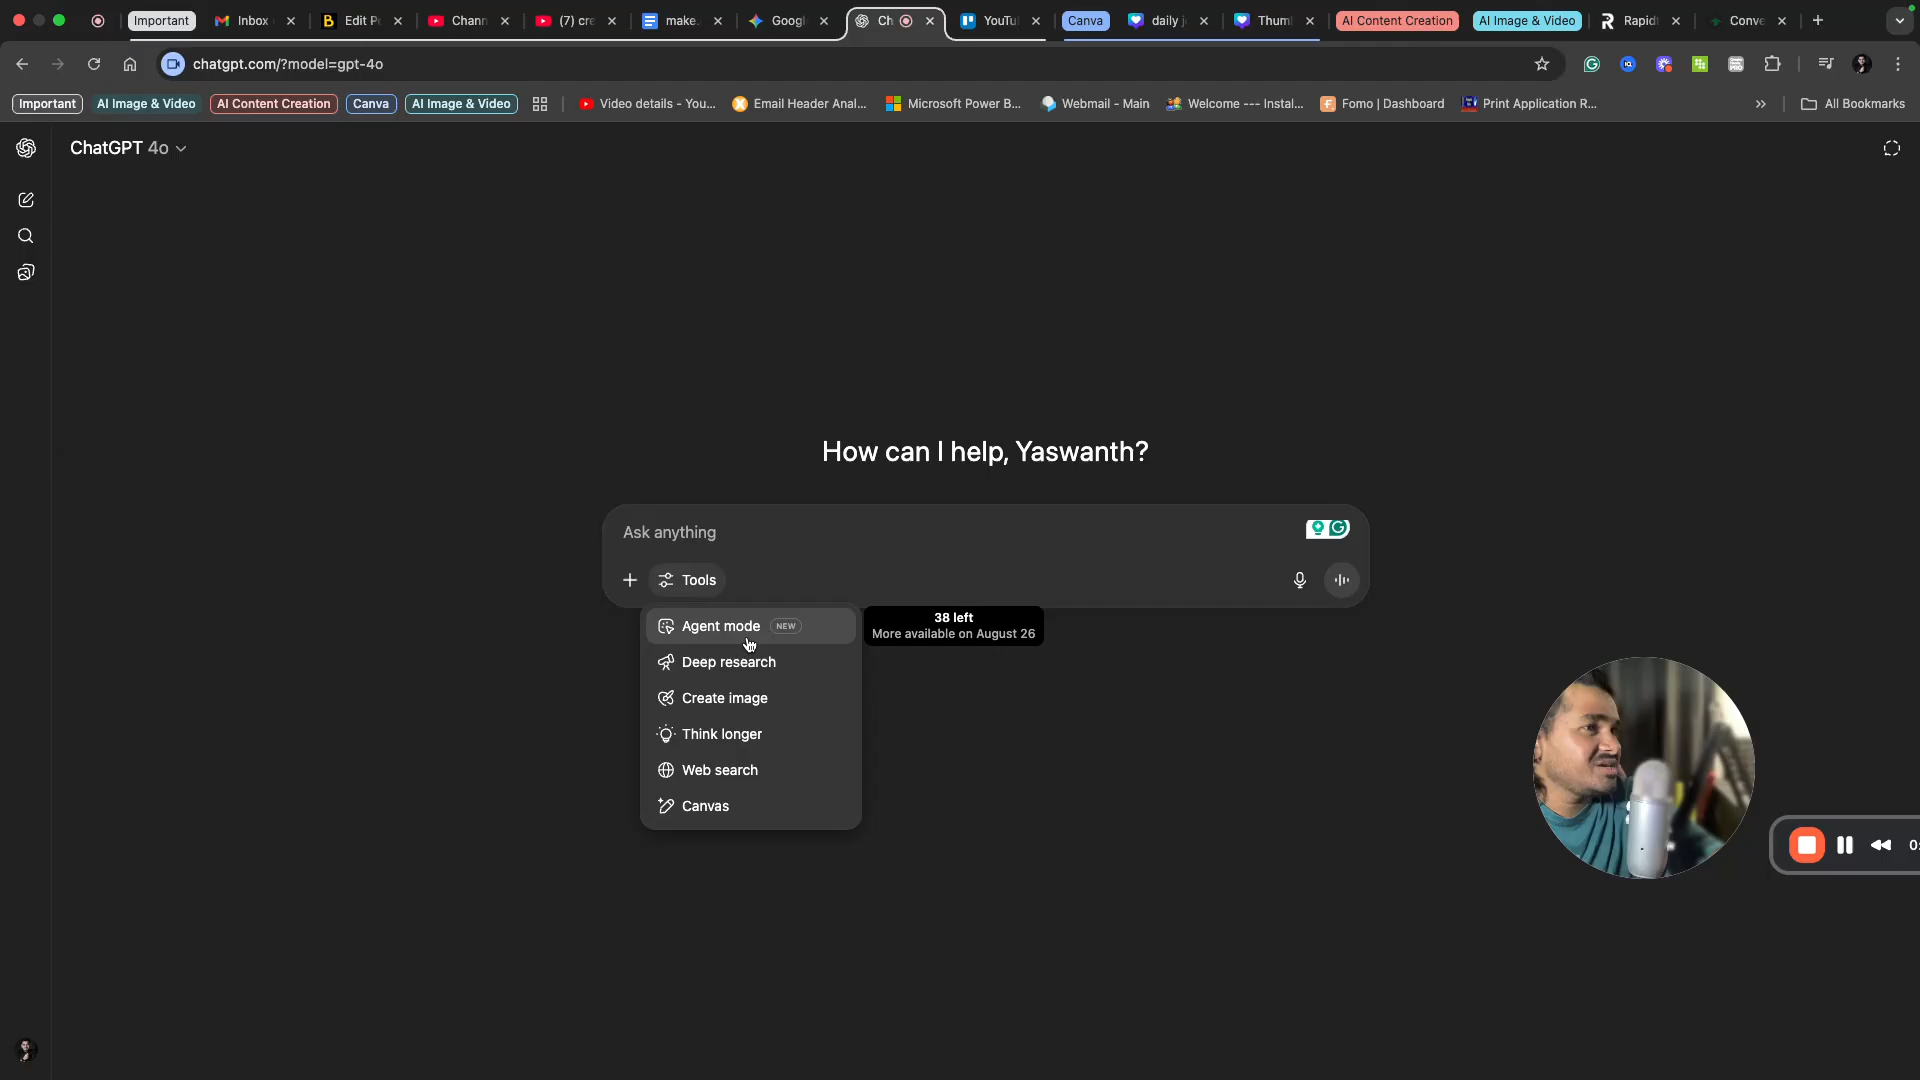 Important
Inbox
Edit P
Chann
(7) cre
make.
Googl
Ch
YouTu
Canva
daily j
Thum
AI Content Creation
AI Image & Video
Rapid
Conve
chatgpt.com/?model=gpt-4o
Important
AI Image & Video
AI Content Creation
Canva
AI Image & Video
Video details - You...
Email Header Anal...
Microsoft Power B...
Webmail - Main
Welcome --- Instal...
Fomo | Dashboard
Print Application R...
All Bookmarks
ChatGPT 4o
How can I help, Yaswanth?
Ask anything
Tools
Agent mode NEW
38 left
More available on August 26
Deep research
Create image
Think longer
Web search
Canvas
0: